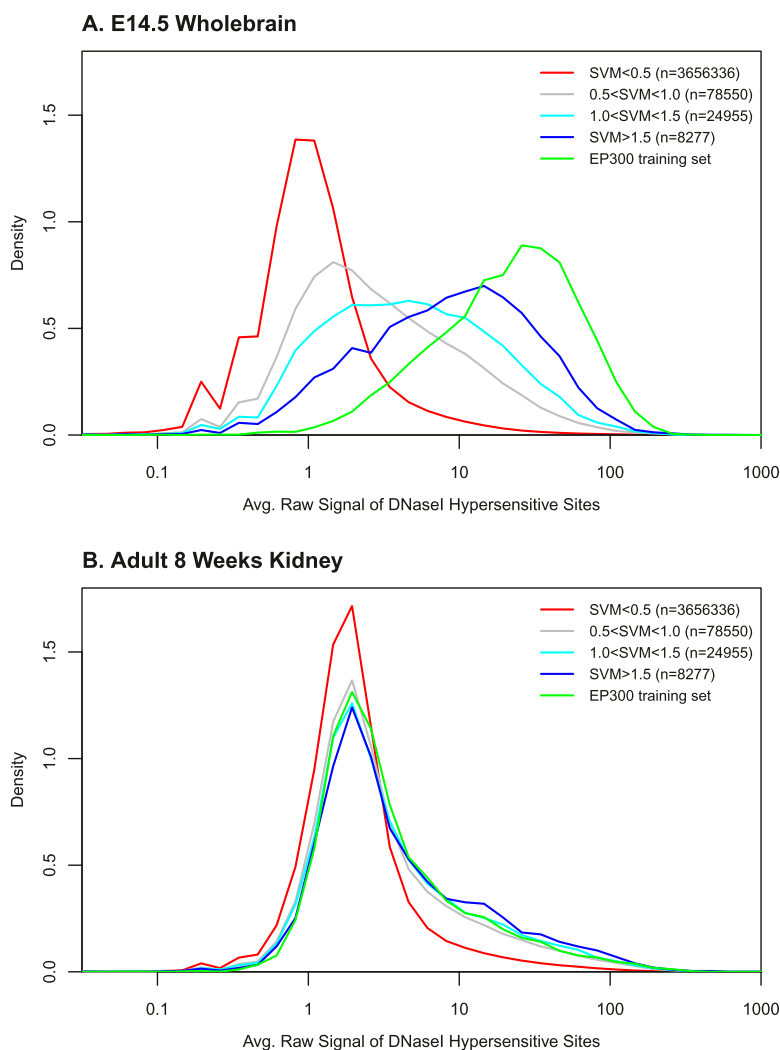 A. E14.5 Wholebrain
SVM<0.5 (n=3656336)
0.5<SVM<1.0 (n=78550)
1.0<SVM<1.5 (n=24955)
SVM>1.5 (n=8277)
EP300 training set
Density
0.0
0.5
1.0
1.5
0.1
1
10
100
1000
Avg. Raw Signal of DNaseI Hypersensitive Sites
B. Adult 8 Weeks Kidney
SVM<0.5 (n=3656336)
0.5<SVM<1.0 (n=78550)
1.0<SVM<1.5 (n=24955)
SVM>1.5 (n=8277)
EP300 training set
Density
0.0
0.5
1.0
1.5
0.1
1
10
100
1000
Avg. Raw Signal of DNaseI Hypersensitive Sites